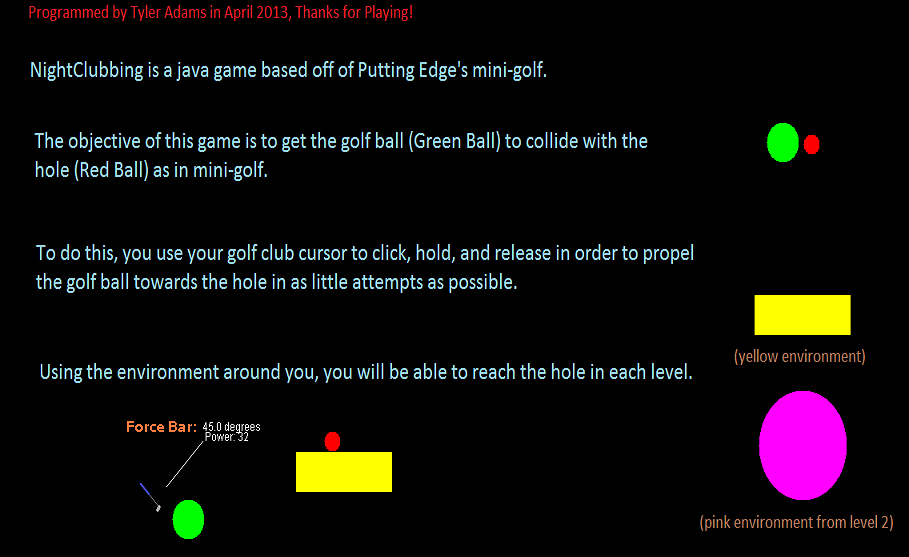 Programmed by Tyler Adams in April 2013, Thanks for Playing!
NightClubbing is a java game based off of Putting Edge's mini-golf.
The objective of this game is to get the golf ball (Green Ball) to collide with the
hole (Red Ball) as in mini-golf.
To do this, you use your golf club cursor to click, hold, and release in order to propel
the golf ball towards the hole in as little attempts as possible.
(yellow environment)
Using the environment around you, you will be able to reach the hole in each level.
Force Bar: 45.0 degrees
Power: 32
(pink environment from level 2)